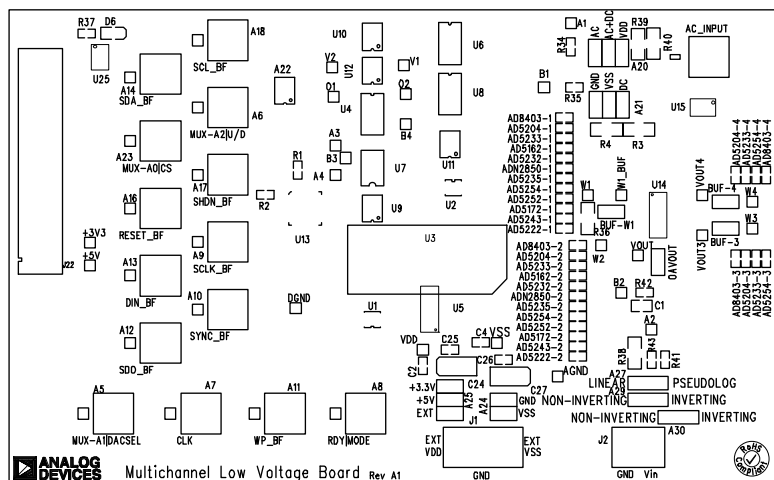 R37
D6
A18
U10
U6
A1
AC
AC+DC
VDD
R39
R40
AC_INPUT
R34
A20
U25
SCL_BF
V2
U12
V1
A14
SDA_BF
A22
O1
O2
U8
B1
R35
GND
VSS
DC
A21
U15
A6
U4
MUX-A2|U/D
B4
R4
R3
A23
MUX-A0|CS
A3
B3
U11
AD8403-1
AD5204-1
AD5233-1
AD5162-1
AD5232-1
ADN2850-1
AD5235-1
AD5254-1
AD5252-1
AD5172-1
AD5243-1
AD5222-1
AD5204-4
AD5233-4
AD5254-4
AD8403-4
R1
A4
U7
A17
SHDN_BF
R2
U2
W1
W1_BUF
U14
VOUT4
BUF-4
W4
A16
RESET_BF
U9
U13
BUF-W1
R36
W3
BUF-3
VOUT3
+3V3
+5V
J22
A9
SCLK_BF
U3
W2
VOUT
OAVOUT
A13
DIN_BF
AD8403-2
AD5204-2
AD5233-2
AD5162-2
AD5232-2
ADN2850-2
AD5235-2
AD5254-2
AD5252-2
AD5172-2
AD5243-2
AD5222-2
AD8403-3
AD5204-3
AD5233-3
AD5254-3
A10
SYNC_BF
DGND
U1
U5
B2
R42
C1
A12
SDO_BF
VDD
C25
C4
VSS
A2
C2
C26
R38
R43
R41
AGND
A27
LINEAR
PSEUDOLOG
A29
NON-INVERTING
INVERTING
NON-INVERTING
INVERTING
A30
A5
MUX-A1|DACSEL
A7
CLK
A11
WP_BF
A8
RDY|MODE
+3.3V
+5V
EXT
A25
C24
A24
C27
GND
VSS
J1
EXT
VDD
EXT
VSS
GND
J2
GND Vin
ANALOG
DEVICES
Multichannel Low Voltage Board Rev A1
RoHS
Compliant